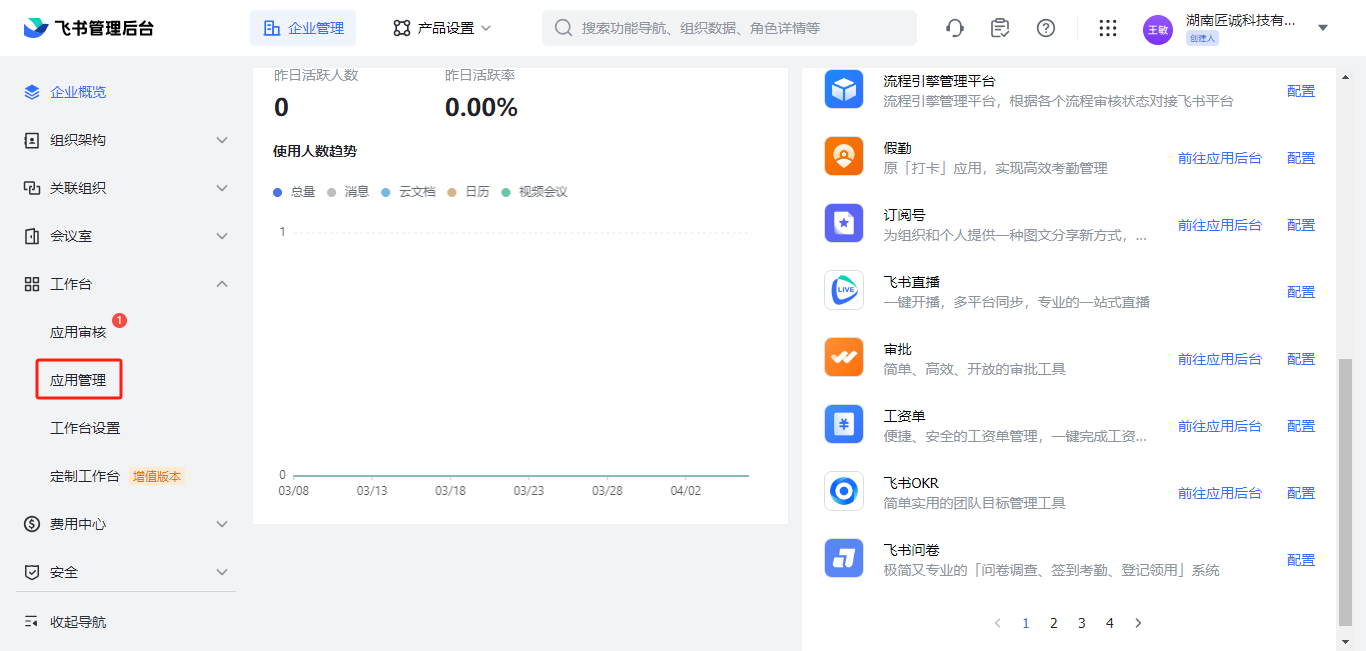 飞书管理后台
企业管理
产品设置
搜索功能导航、组织数据、角色详情等
王敏
湖南匠诚科技有...
创建人
企业概览
组织架构
关联组织
会议室
工作台
应用审核
1
应用管理
工作台设置
定制工作台 增值版本
费用中心
安全
收起导航
昨日活跃人数 昨日活跃率
0 0.00%
使用人数趋势
总量 消息 云文档 日历 视频会议
1
0
03/08 03/13 03/18 03/23 03/28 04/02
流程引擎管理平台
流程引擎管理平台，根据各个流程审核状态对接飞书平台
配置
假勤
原「打卡」应用，实现高效考勤管理
前往应用后台 配置
订阅号
为组织和个人提供一种图文分享新方式，...
前往应用后台 配置
LIVE
飞书直播
一键开播，多平台同步，专业的一站式直播
配置
审批
简单、高效、开放的审批工具
前往应用后台 配置
工资单
便捷、安全的工资单管理，一键完成工资...
前往应用后台 配置
飞书OKR
简单实用的团队目标管理工具
前往应用后台 配置
飞书问卷
极简又专业的「问卷调查、签到考勤、登记领用」系统
配置
1 2 3 4